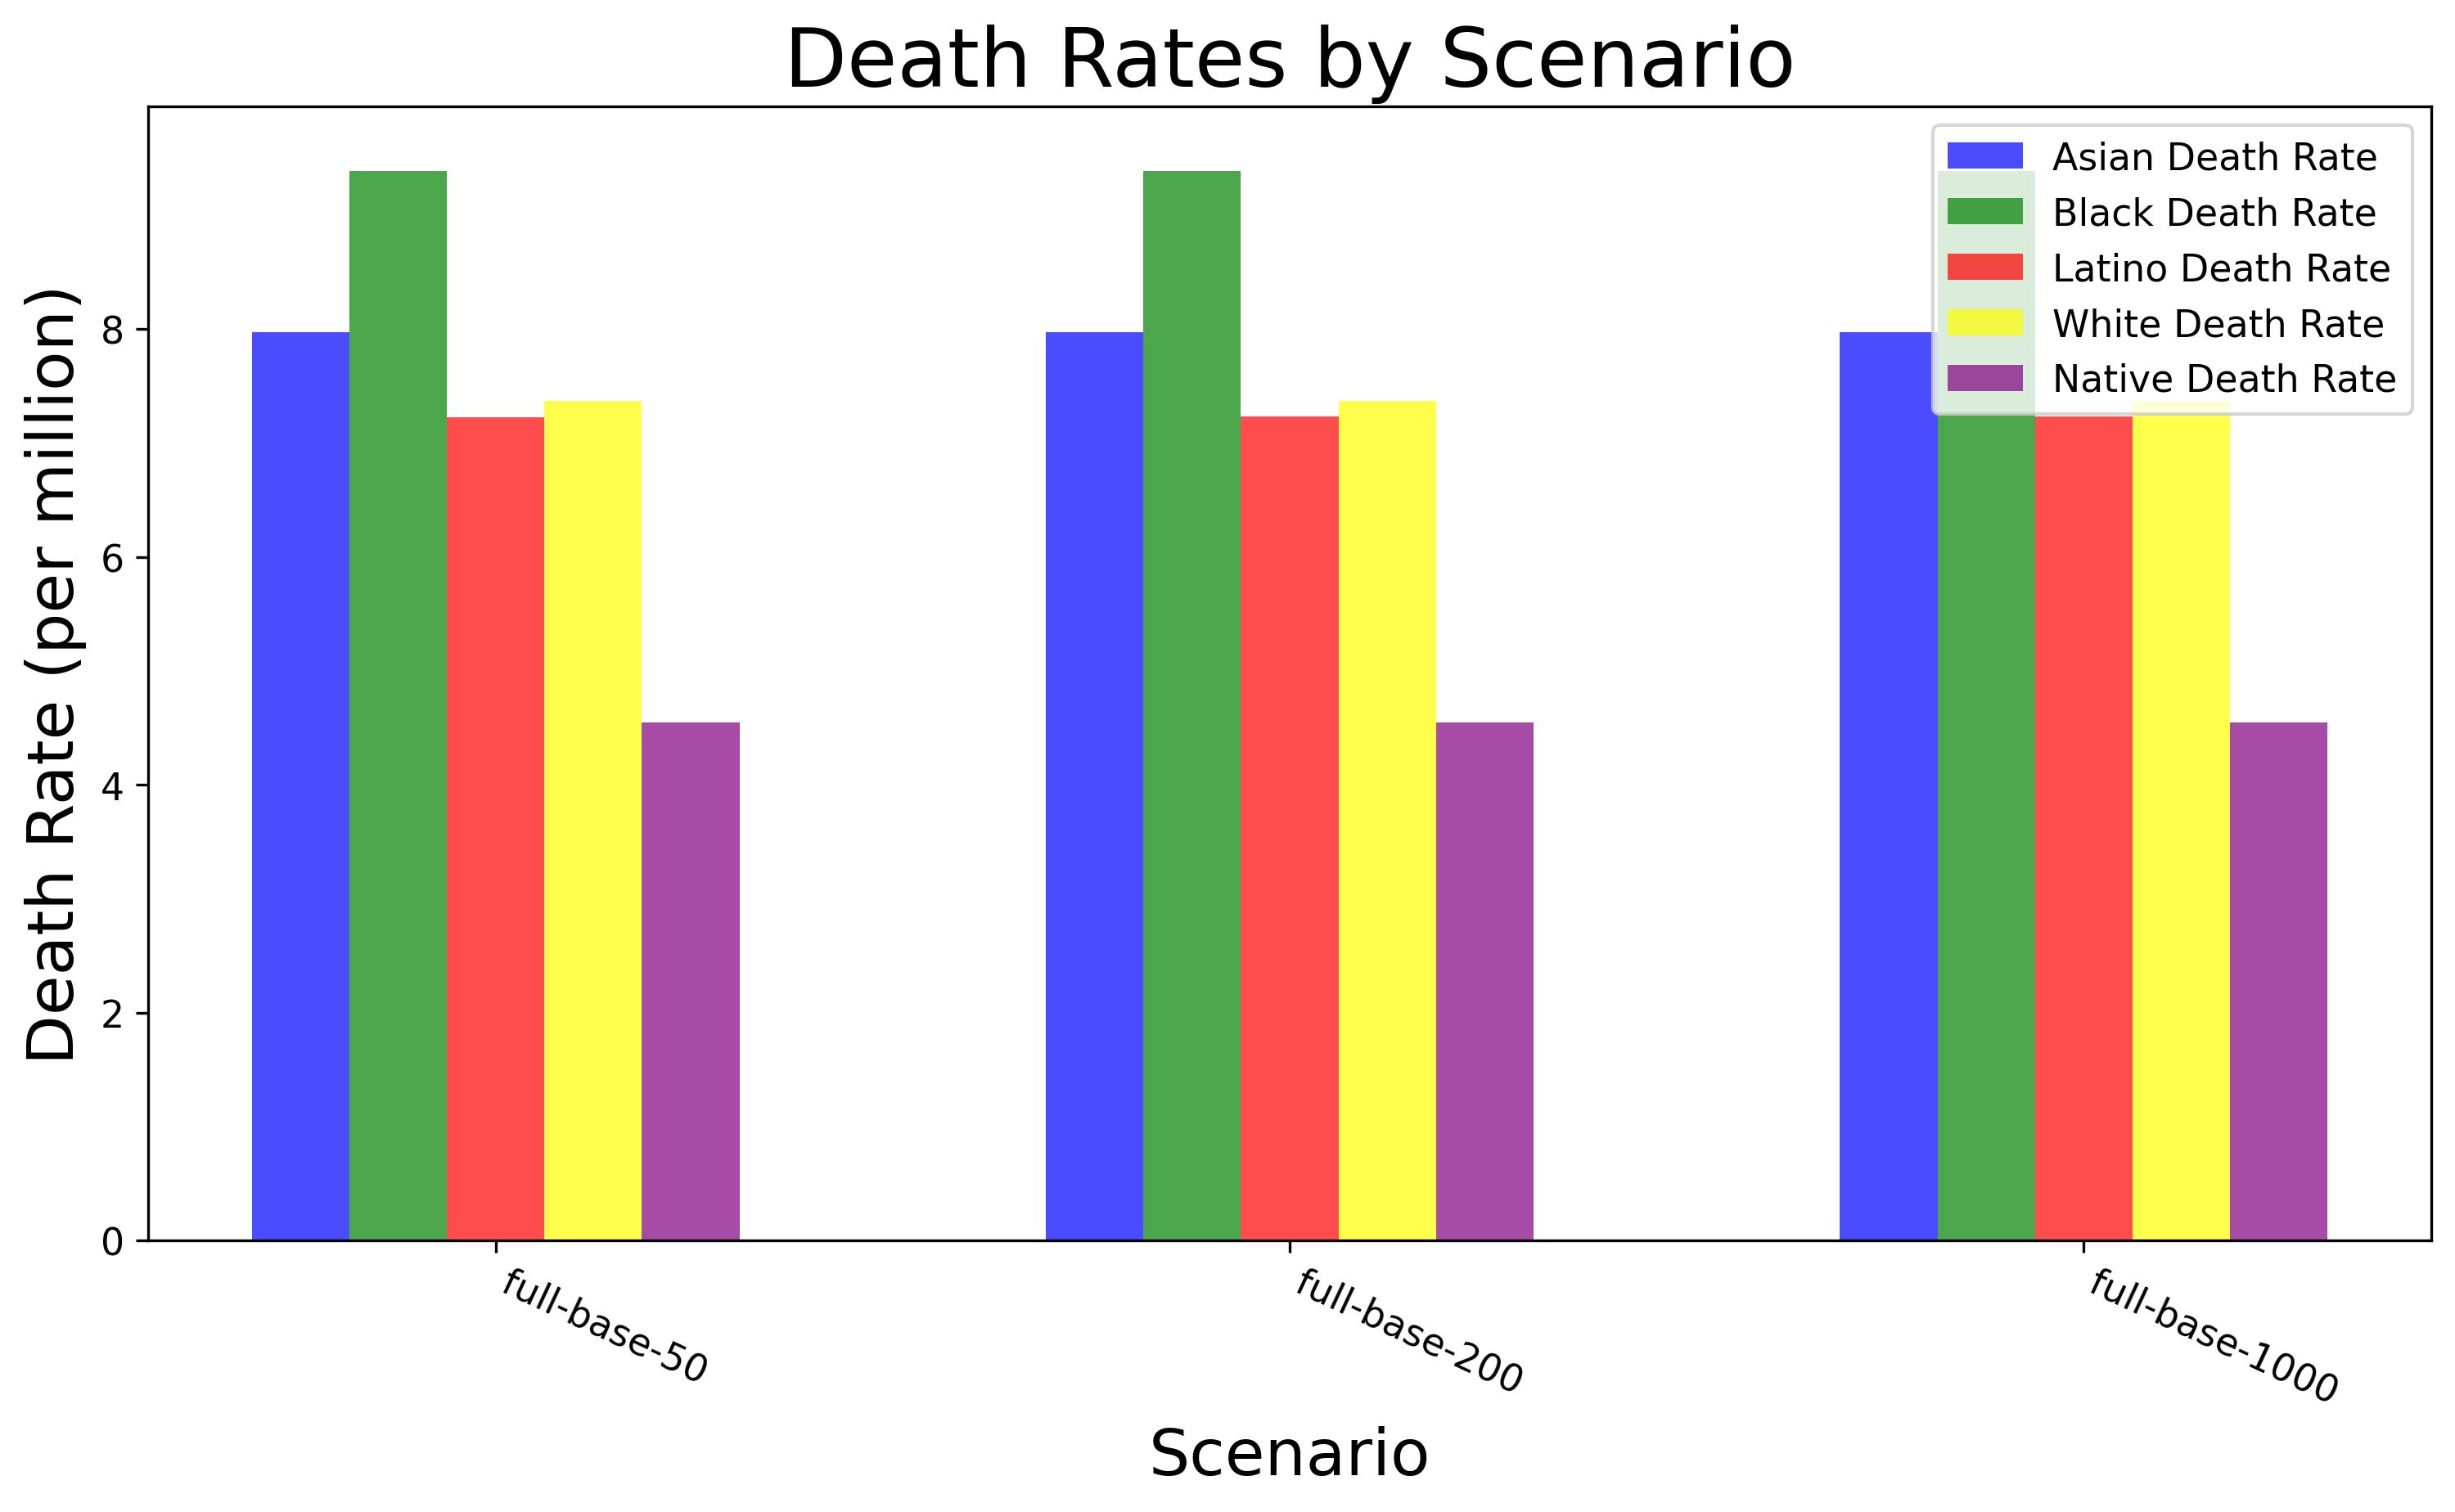 Death Rates by Scenario
Asian Death Rate
Black Death Rate
Latino Death Rate
White Death Rate
Native Death Rate
Death Rate (per million)
8
6
4
2
0
full-base-50
full-base-200
full-base-1000
Scenario